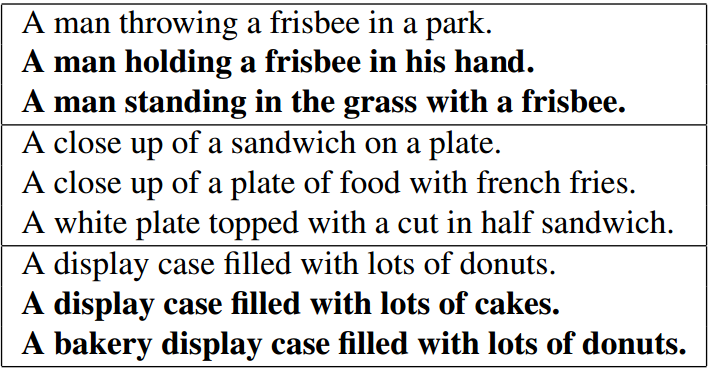 A man throwing a frisbee in a park.
A man holding a frisbee in his hand.
A man standing in the grass with a frisbee.
A close up of a sandwich on a plate.
A close up of a plate of food with french fries.
A white plate topped with a cut in half sandwich.
A display case filled with lots of donuts.
A display case filled with lots of cakes.
A bakery display case filled with lots of donuts.